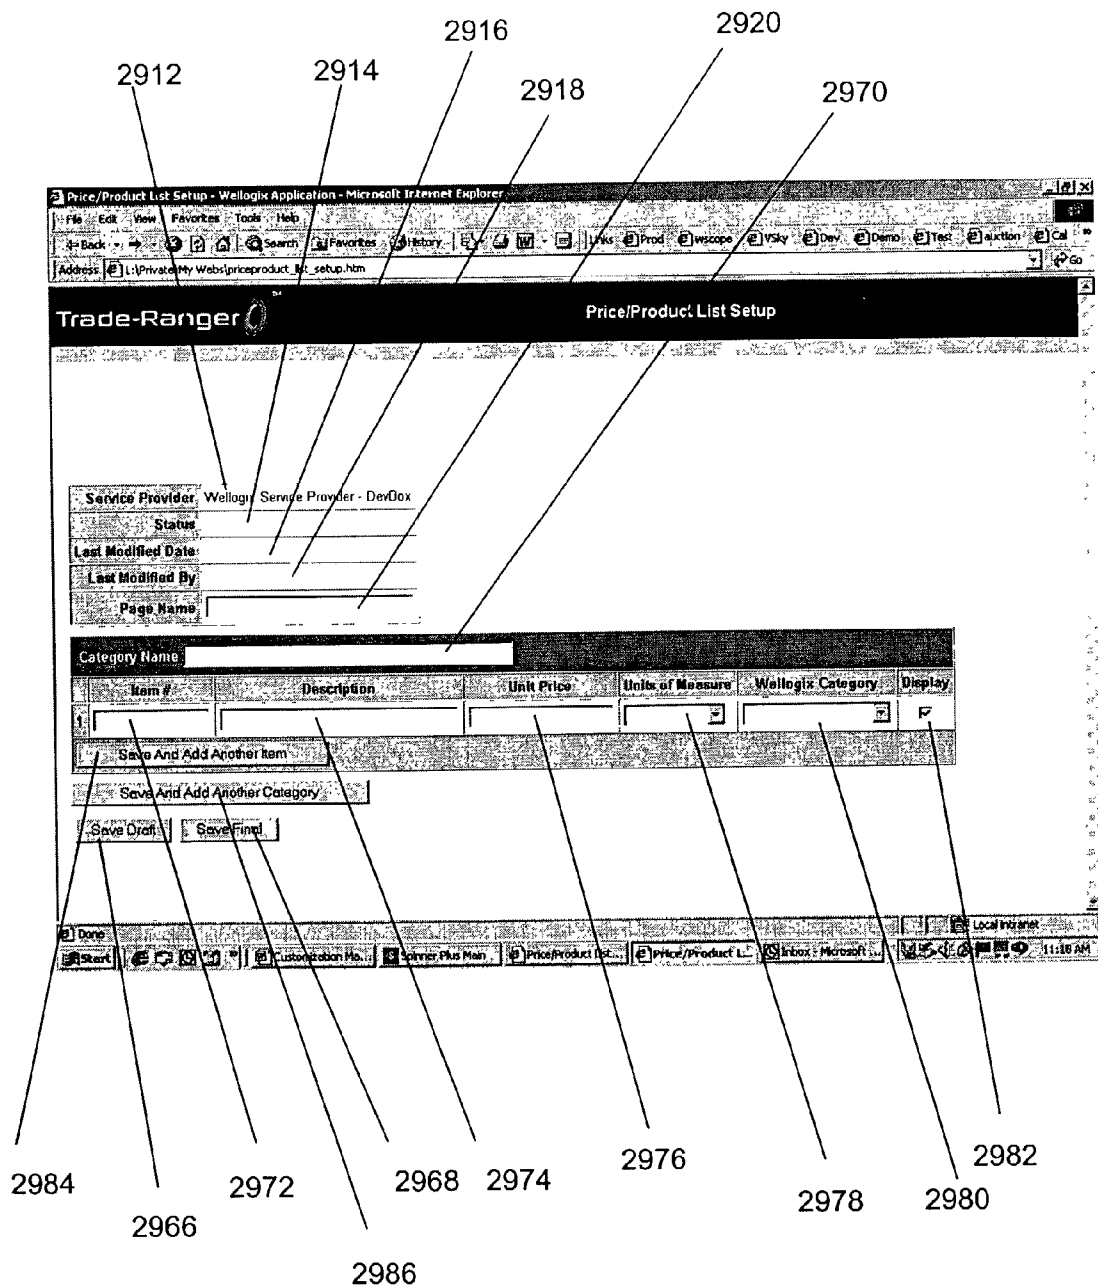 2916
2920
2912
2914
2918
2970
Price/Product List Setup - Wellogix Application - Microsoft Internet Explorer
File Edit View Favorites Tools Help
Back Search Favorites History Links Prod wscope VSky Dev Demo Test auction Cal
Address L:\Private\My Webs\priceproduct_list_setup.htm Go
Trade-Ranger™ Price/Product List Setup
Service Provider Wellogix Service Provider - DevBox
Status
Last Modified Date
Last Modified By
Page Name
Category Name
Item # Description Unit Price Units of Measure Wellogix Category Display
1
Save And Add Another Item
Save And Add Another Category
Save Draft Save Final
Done Local intranet
Start Customization Mo... Spinner Plus Main Price/Product List... Price/Product L... Inbox - Microsoft ... 11:18 AM
2984
2972
2968
2974
2976
2982
2966
2978
2980
2986